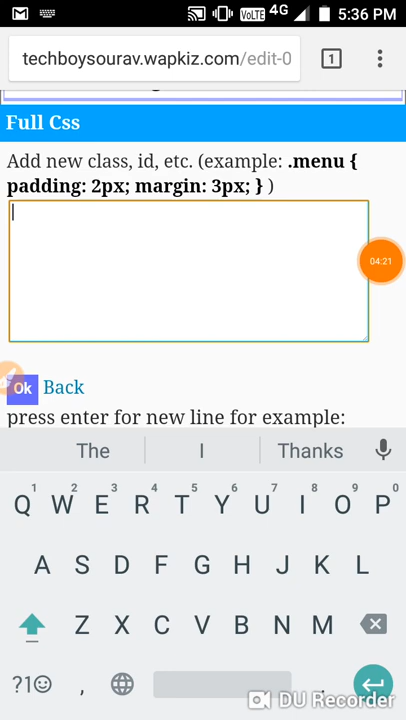 VoLTE 4G 5:36 PM
techboysourav.wapkiz.com/edit-0
1
Full Css
Add new class, id, etc. (example: .menu {
padding: 2px; margin: 3px; } )
04:21
Ok Back
press enter for new line for example:
The I Thanks
1 2 3 4 5 6 7 8 9 0
Q W E R T Y U I O P
A S D F G H J K L
Z X C V B N M
?1☺ , .
DU Recorder